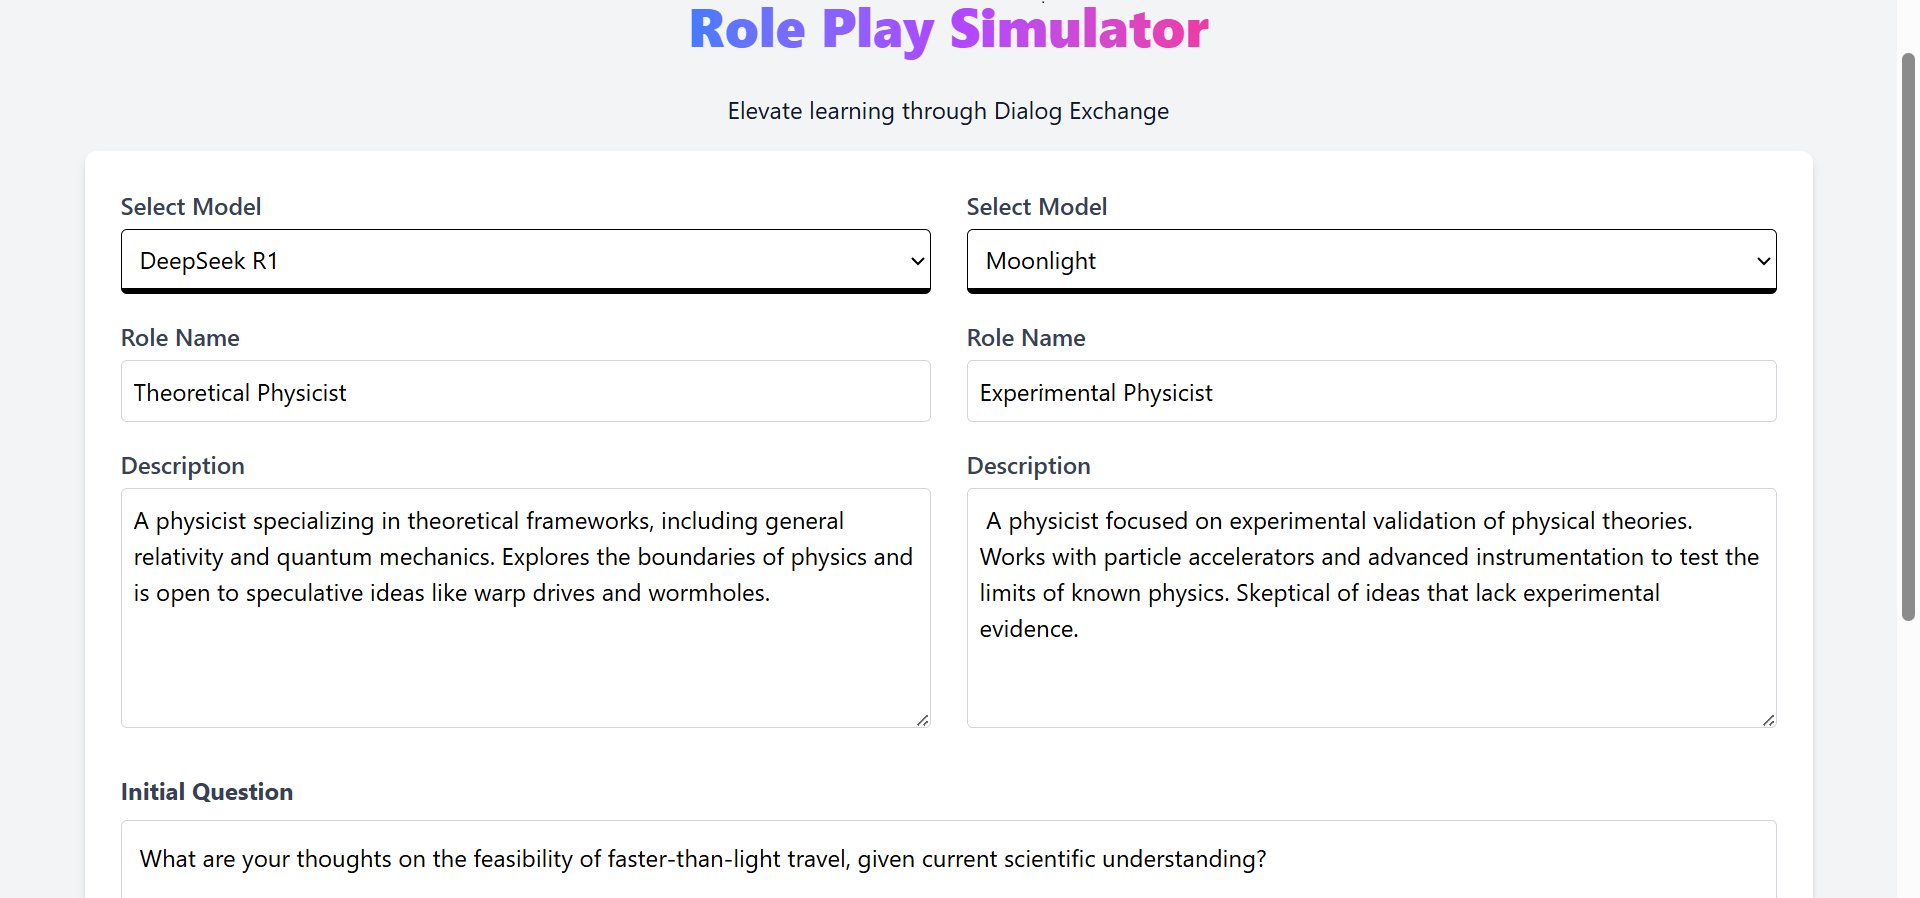 Role Play Simulator
Elevate learning through Dialog Exchange
Select Model
DeepSeek R1
Role Name
Theoretical Physicist
Description
A physicist specializing in theoretical frameworks, including general
relativity and quantum mechanics. Explores the boundaries of physics and
is open to speculative ideas like warp drives and wormholes.
Select Model
Moonlight
Role Name
Experimental Physicist
Description
A physicist focused on experimental validation of physical theories.
Works with particle accelerators and advanced instrumentation to test the
limits of known physics. Skeptical of ideas that lack experimental
evidence.
Initial Question
What are your thoughts on the feasibility of faster-than-light travel, given current scientific understanding?